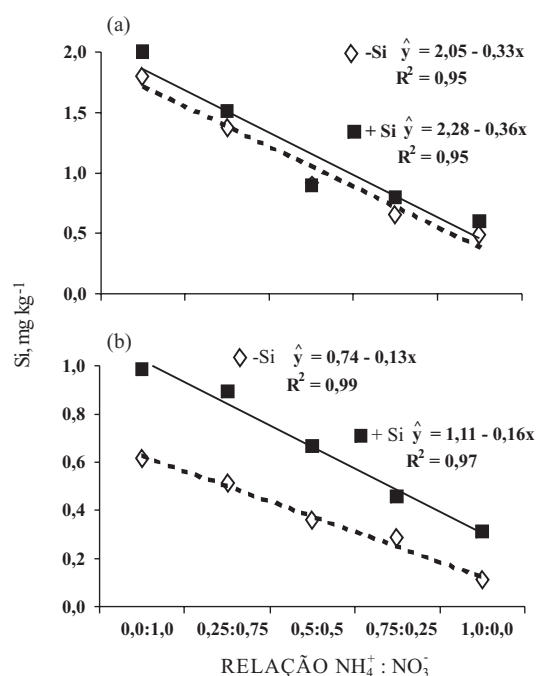 (a)
-Si ŷ = 2,05 - 0,33x
R² = 0,95
+ Si ŷ = 2,28 - 0,36x
R² = 0,95
2,0
1,5
1,0
0,5
0,0
Si, mg kg⁻¹
(b)
-Si ŷ = 0,74 - 0,13x
R² = 0,99
+ Si ŷ = 1,11 - 0,16x
R² = 0,97
1,0
0,8
0,6
0,4
0,2
0,0
0,0:1,0 0,25:0,75 0,5:0,5 0,75:0,25 1,0:0,0
RELAÇÃO NH₄⁺ : NO₃⁻